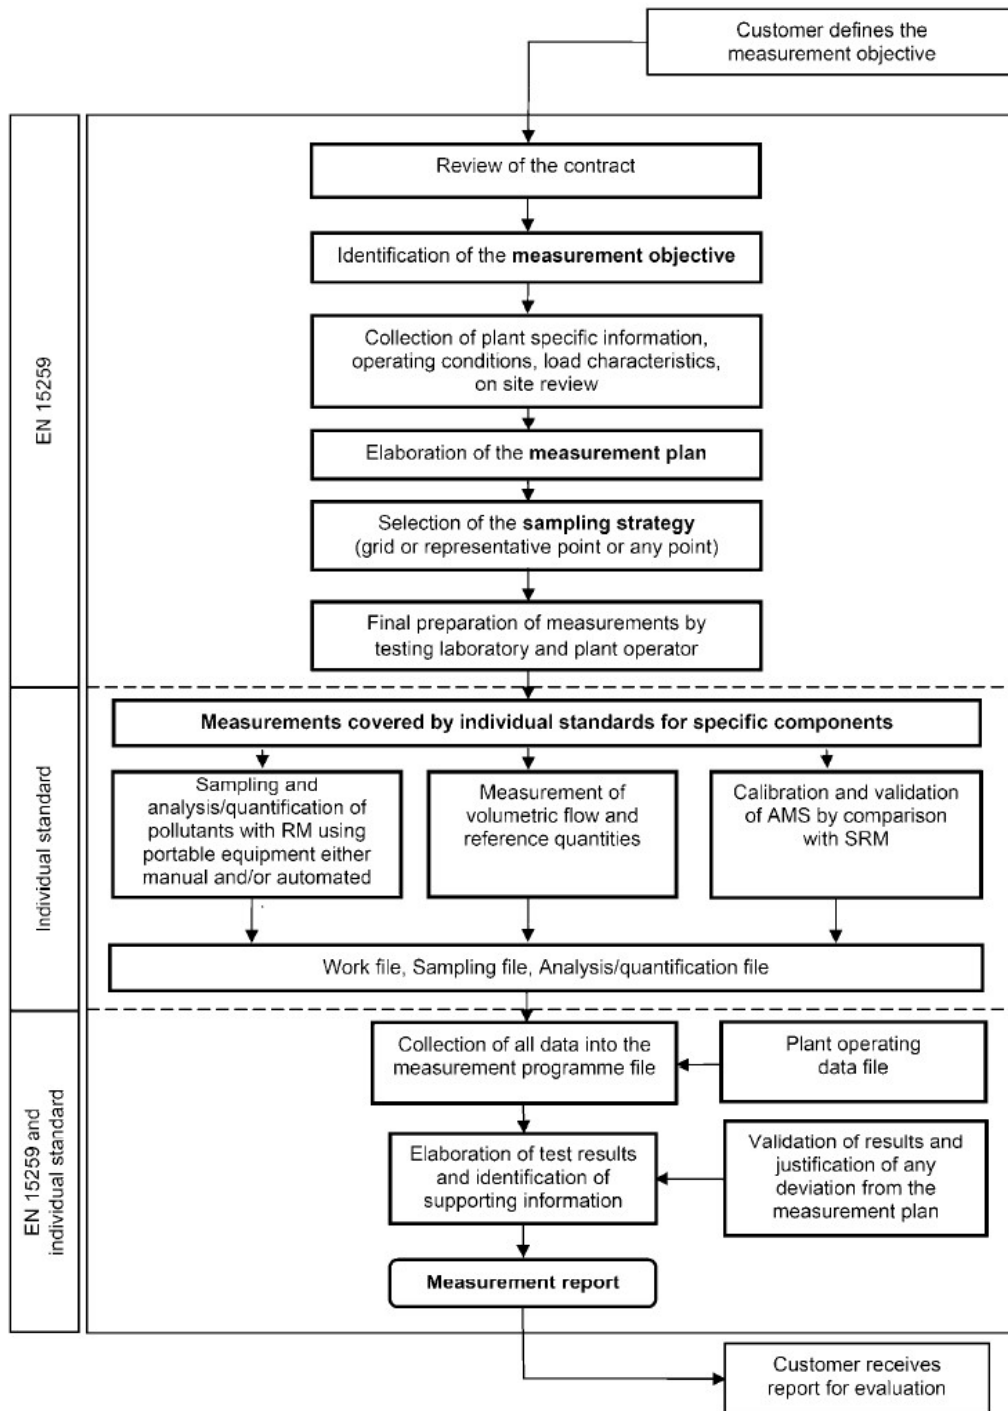 Customer defines the
measurement objective
EN 15259
Review of the contract
Identification of the measurement objective
Collection of plant specific information,
operating conditions, load characteristics,
on site review
Elaboration of the measurement plan
Selection of the sampling strategy
(grid or representative point or any point)
Final preparation of measurements by
testing laboratory and plant operator
Individual standard
Measurements covered by individual standards for specific components
Sampling and
analysis/quantification of
pollutants with RM using
portable equipment either
manual and/or automated
Measurement of
volumetric flow and
reference quantities
Calibration and validation
of AMS by comparison
with SRM
Work file, Sampling file, Analysis/quantification file
EN 15259 and
individual standard
Collection of all data into the
measurement programme file
Plant operating
data file
Elaboration of test results
and identification of
supporting information
Validation of results and
justification of any
deviation from the
measurement plan
Measurement report
Customer receives
report for evaluation